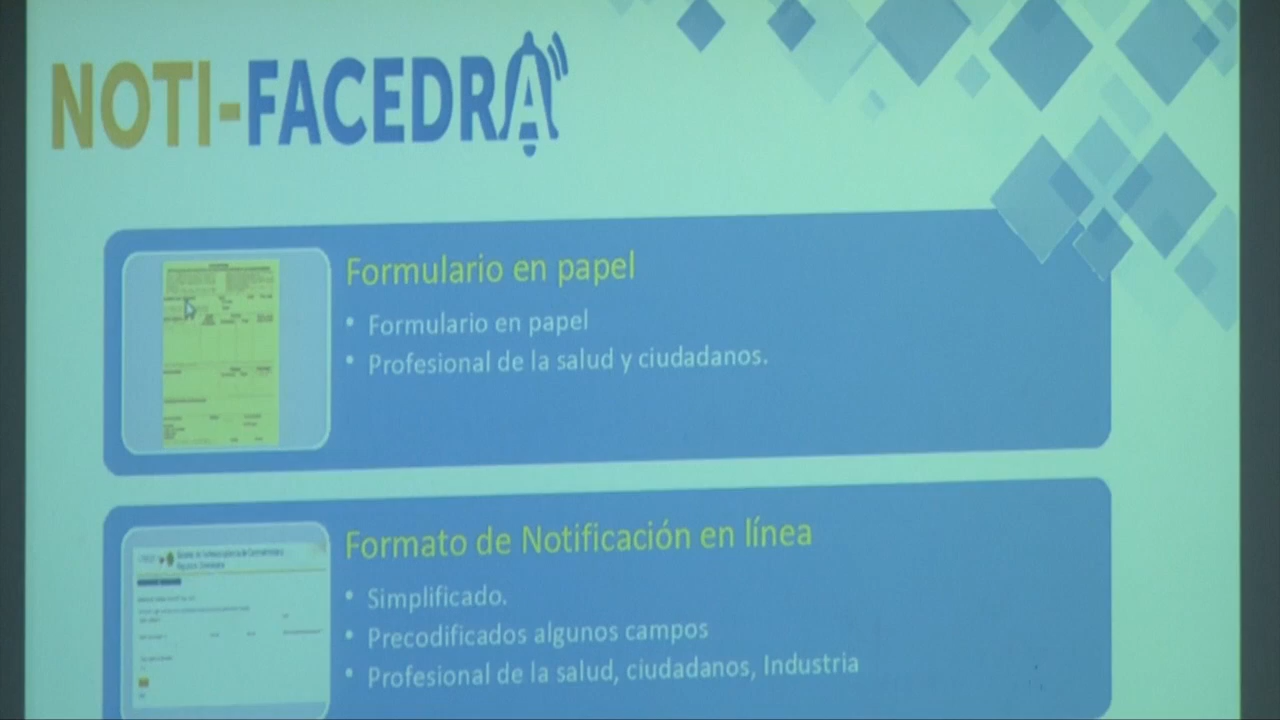 NOTI-FACEDRA
Formulario en papel
• Formulario en papel
• Profesional de la salud y ciudadanos.
Formato de Notificación en línea
• Simplificado.
• Precodificados algunos campos
• Profesional de la salud, ciudadanos, Industria